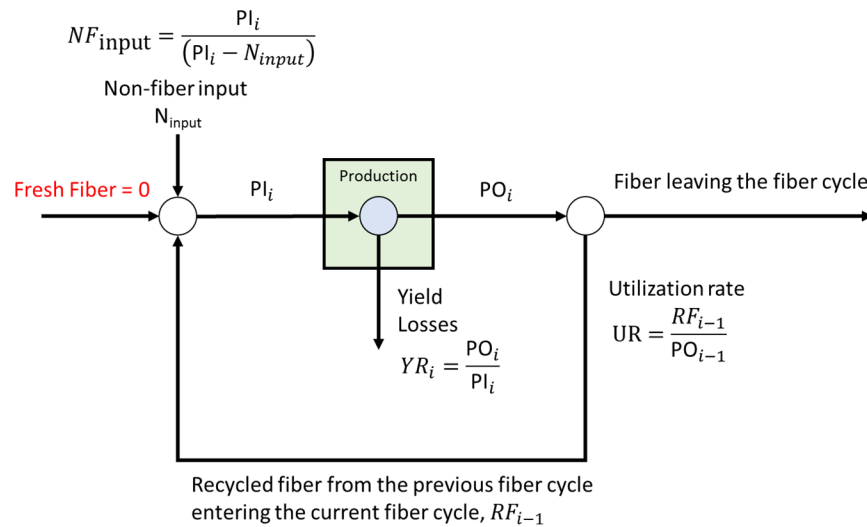 NF_input = PI_i / (PI_i − N_input)
Non-fiber input
N_input
Fresh Fiber = 0
PI_i
Production
PO_i
Fiber leaving the fiber cycle
Yield
Losses
YR_i = PO_i / PI_i
Utilization rate
UR = RF_{i−1} / PO_{i−1}
Recycled fiber from the previous fiber cycle
entering the current fiber cycle, RF_{i−1}